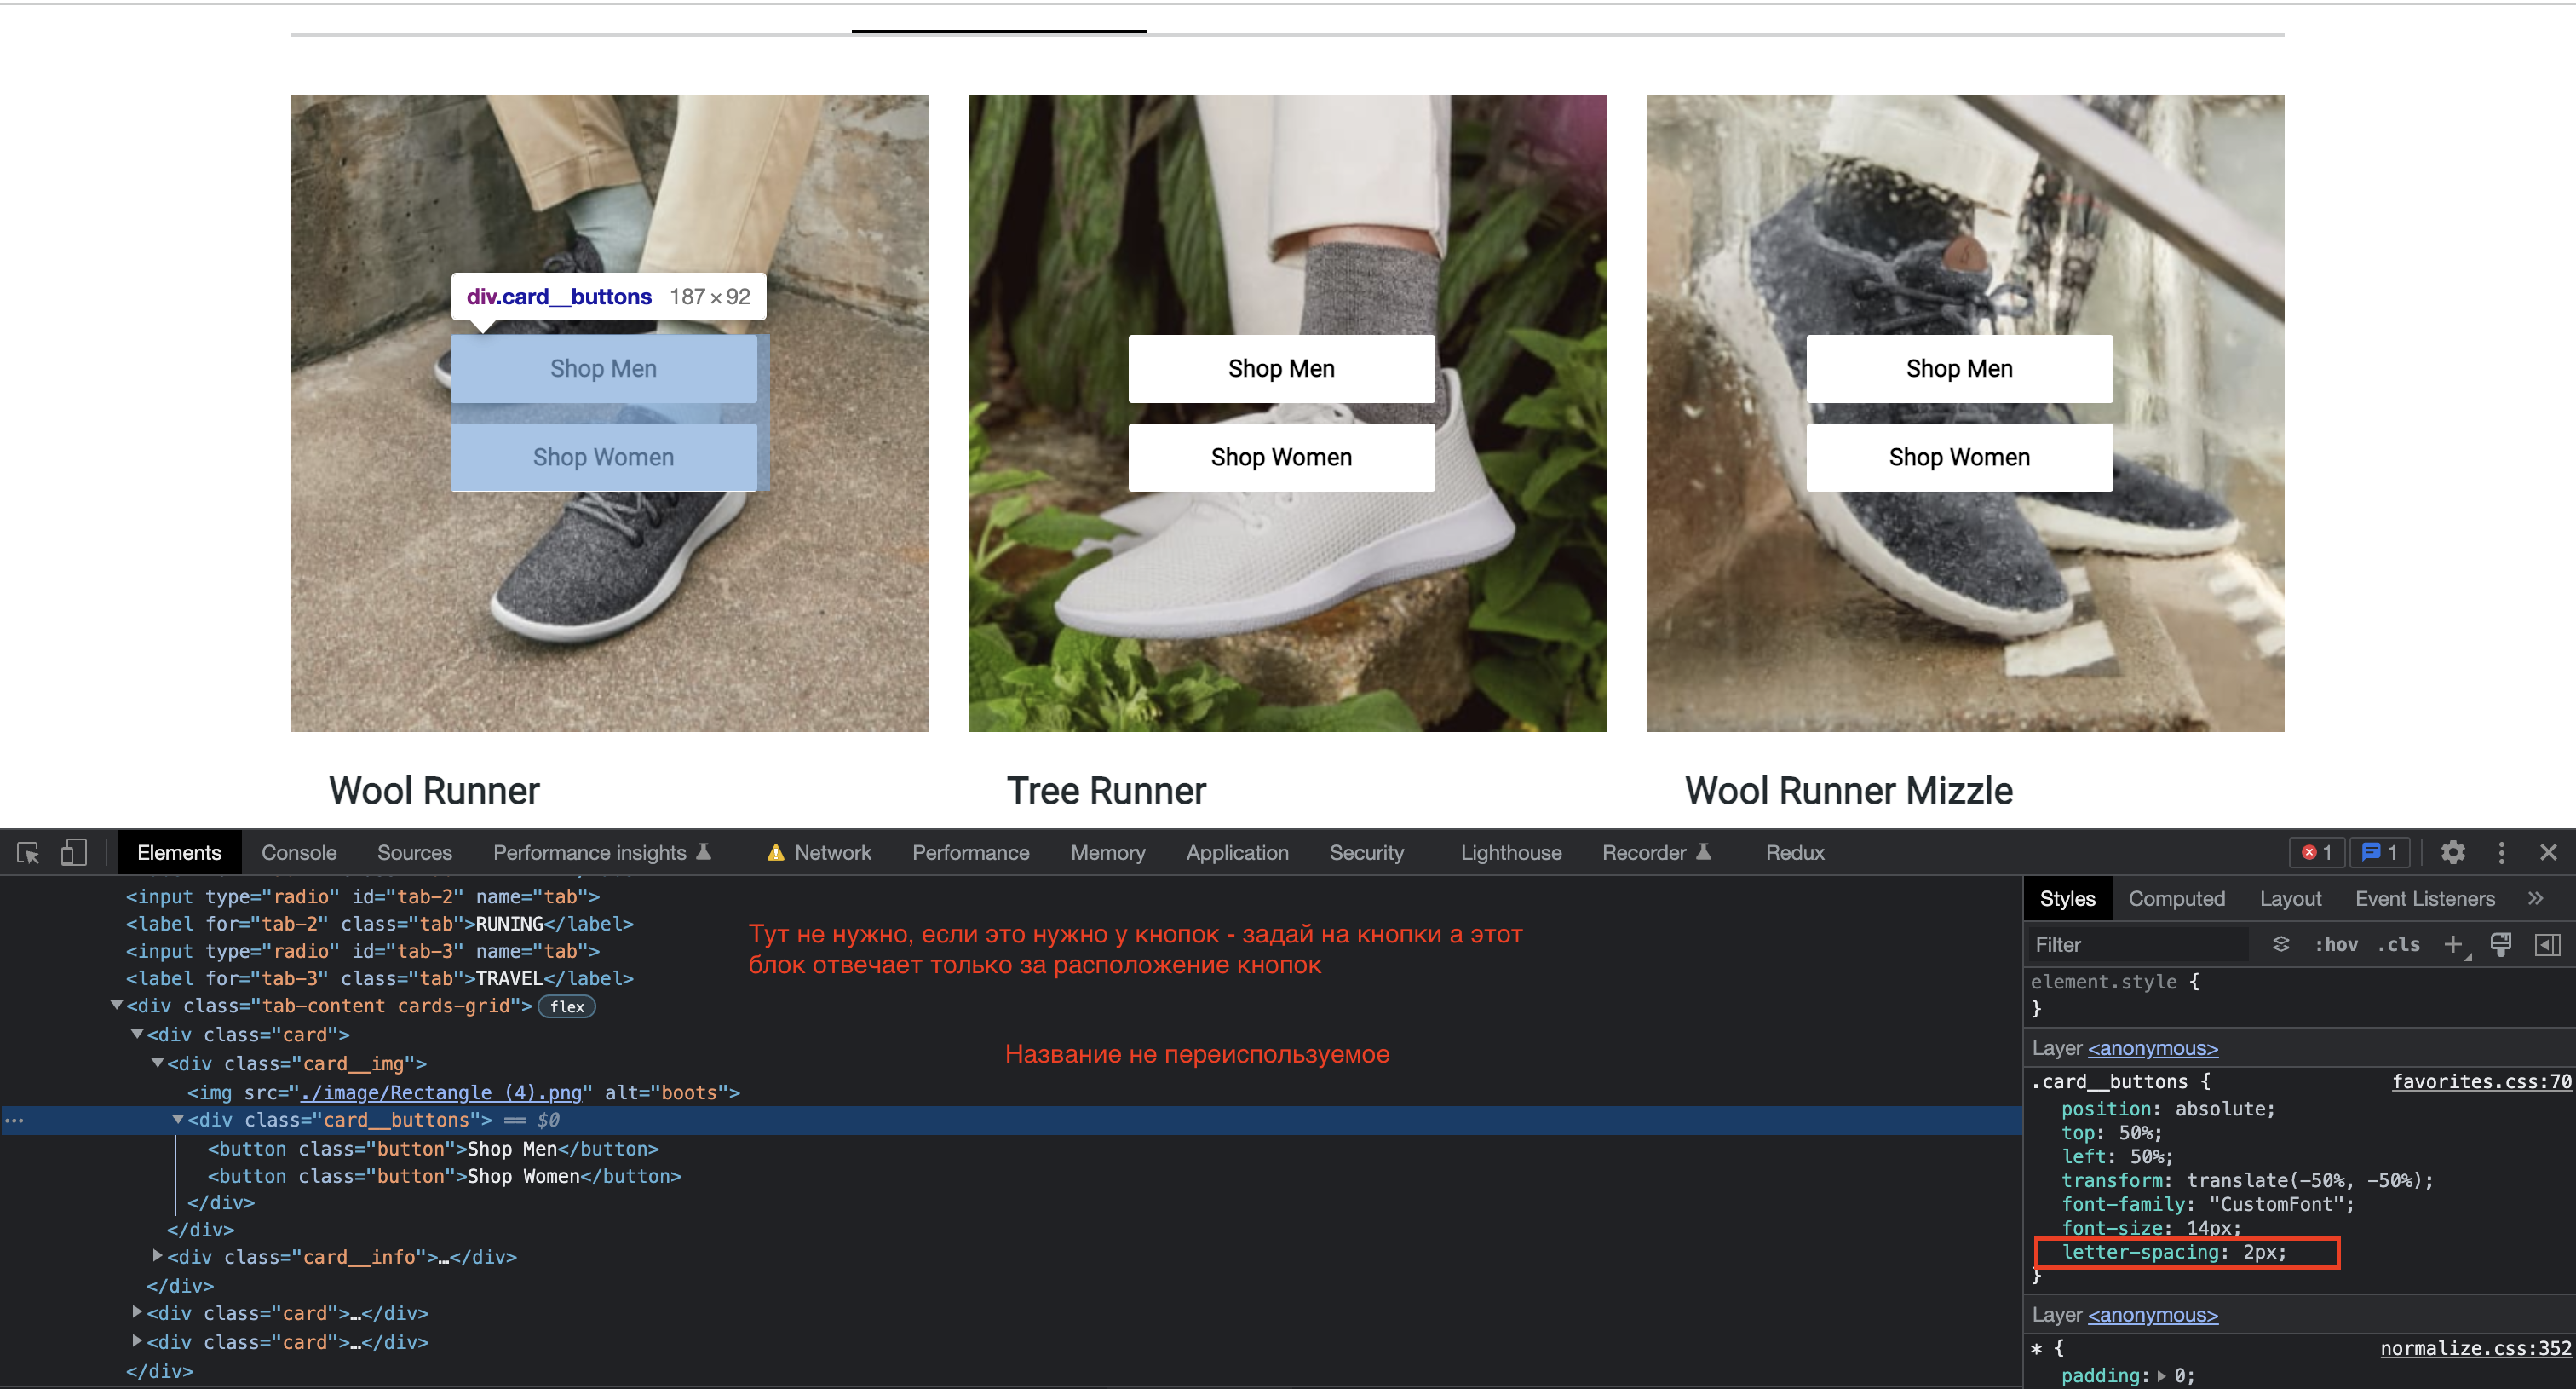 div.card__buttons 187 × 92
Shop Men
Shop Women
Shop Men
Shop Women
Shop Men
Shop Women
Wool Runner
Tree Runner
Wool Runner Mizzle
Elements Console Sources Performance insights Network Performance Memory Application Security Lighthouse Recorder Redux 1 1
<input type="radio" id="tab-2" name="tab">
<label for="tab-2" class="tab">RUNING</label>
<input type="radio" id="tab-3" name="tab">
<label for="tab-3" class="tab">TRAVEL</label>
<div class="tab-content cards-grid"> flex
<div class="card">
<div class="card__img">
<img src="./image/Rectangle (4).png" alt="boots">
<div class="card__buttons"> == $0
<button class="button">Shop Men</button>
<button class="button">Shop Women</button>
</div>
</div>
<div class="card__info">…</div>
</div>
<div class="card">…</div>
<div class="card">…</div>
</div>
Тут не нужно, если это нужно у кнопок - задай на кнопки а этот
блок отвечает только за расположение кнопок
Название не переиспользуемое
Styles Computed Layout Event Listeners
Filter :hov .cls
element.style {
}
Layer <anonymous>
.card__buttons { favorites.css:70
position: absolute;
top: 50%;
left: 50%;
transform: translate(-50%, -50%);
font-family: "CustomFont";
font-size: 14px;
letter-spacing: 2px;
}
Layer <anonymous>
* { normalize.css:352
padding: 0;